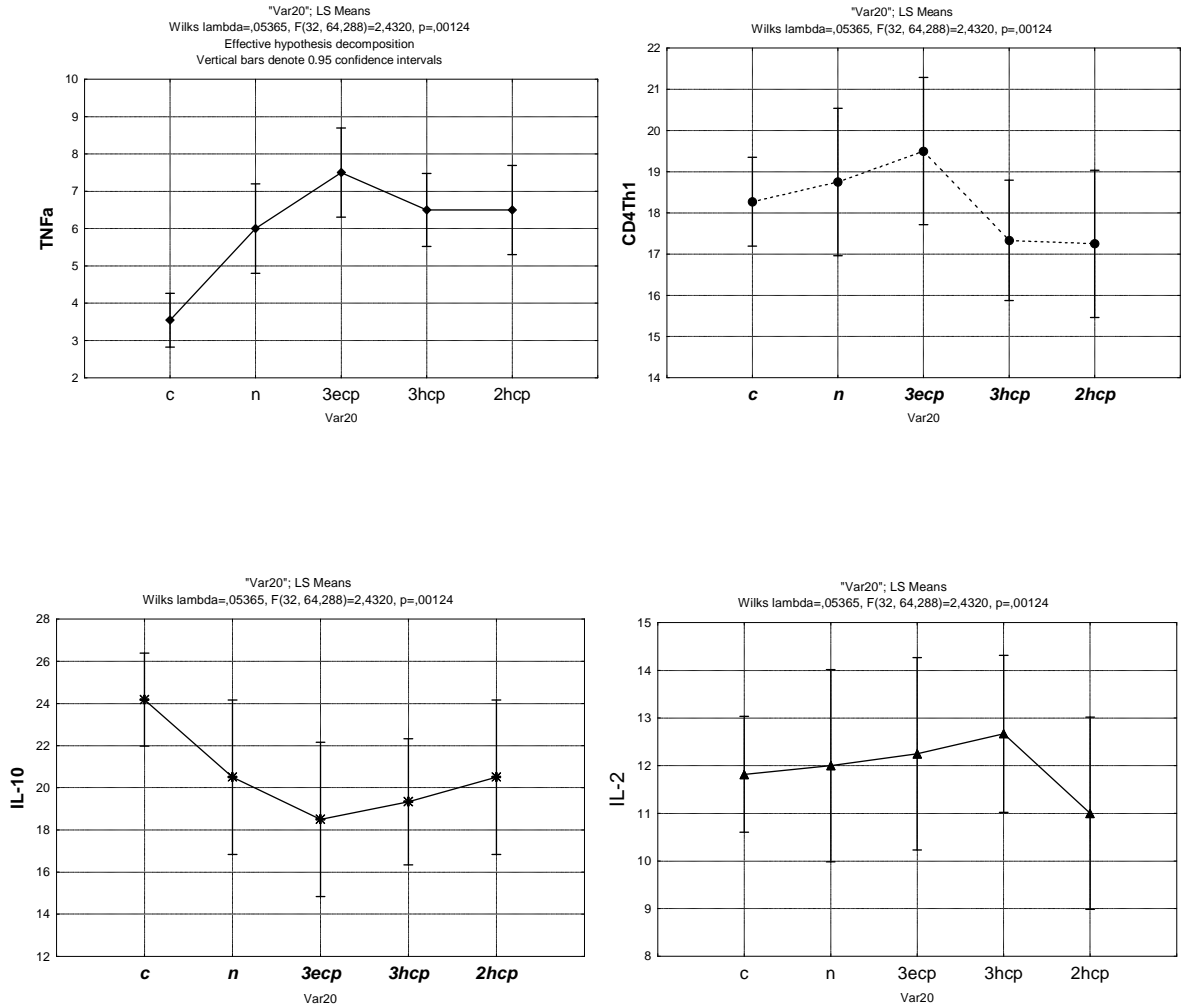 "Var20"; LS Means
Wilks lambda=,05365, F(32, 64,288)=2,4320, p=,00124
Effective hypothesis decomposition
Vertical bars denote 0.95 confidence intervals
10
9
8
7
6
5
4
3
2
TNFa
c n 3ecp 3hcp 2hcp
Var20
"Var20"; LS Means
Wilks lambda=,05365, F(32, 64,288)=2,4320, p=,00124
22
21
20
19
18
17
16
15
14
CD4Th1
c n 3ecp 3hcp 2hcp
Var20
"Var20"; LS Means
Wilks lambda=,05365, F(32, 64,288)=2,4320, p=,00124
28
26
24
22
20
18
16
14
12
IL-10
c n 3ecp 3hcp 2hcp
Var20
"Var20"; LS Means
Wilks lambda=,05365, F(32, 64,288)=2,4320, p=,00124
15
14
13
12
11
10
9
8
IL-2
c n 3ecp 3hcp 2hcp
Var20